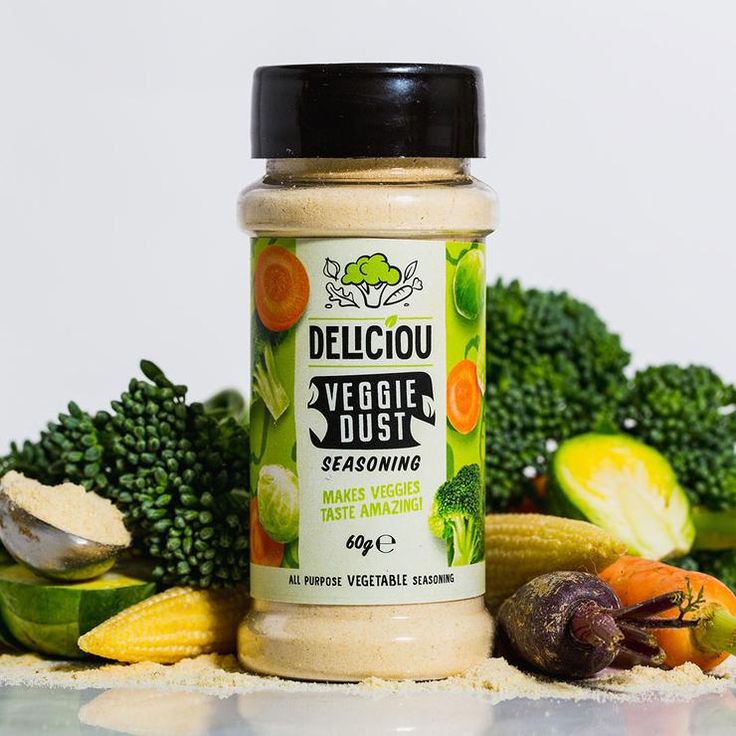 DELICIOU
VEGGIE
DUST
SEASONING
MAKES VEGGIES
TASTE AMAZING!
60g ℮
ALL PURPOSE VEGETABLE SEASONING